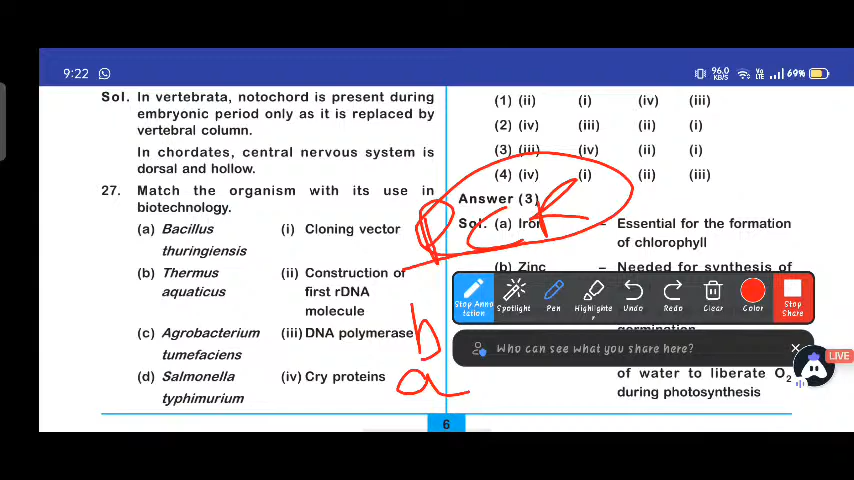 9:22
96.0 KB/S
69%
Sol. In vertebrata, notochord is present during
embryonic period only as it is replaced by
vertebral column.
In chordates, central nervous system is
dorsal and hollow.
27. Match the organism with its use in
biotechnology.
(a) Bacillus (i) Cloning vector
thuringiensis
(b) Thermus (ii) Construction of
aquaticus first rDNA
molecule
(c) Agrobacterium (iii) DNA polymerase
tumefaciens
(d) Salmonella (iv) Cry proteins
typhimurium
b
a
(1) (ii) (i) (iv) (iii)
(2) (iv) (iii) (ii) (i)
(3) (iii) (iv) (ii) (i)
(4) (iv) (i) (ii) (iii)
Answer (3)
Sol. (a) Iron – Essential for the formation
of chlorophyll
(b) Zinc – Needed for synthesis of
germination
of water to liberate O2
during photosynthesis
Stop Annotation
Spotlight
Pen
Highlighter
Undo
Redo
Clear
Color
Stop Share
Who can see what you share here?
LIVE
6